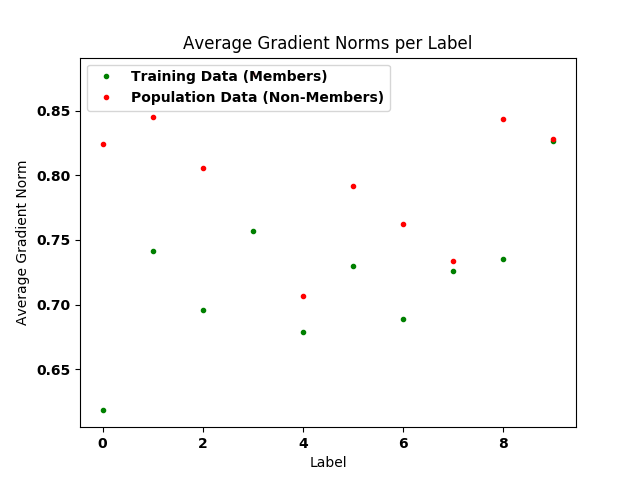 Average Gradient Norms per Label
Training Data (Members)
Population Data (Non-Members)
Average Gradient Norm
0.85
0.80
0.75
0.70
0.65
0 2 4 6 8
Label